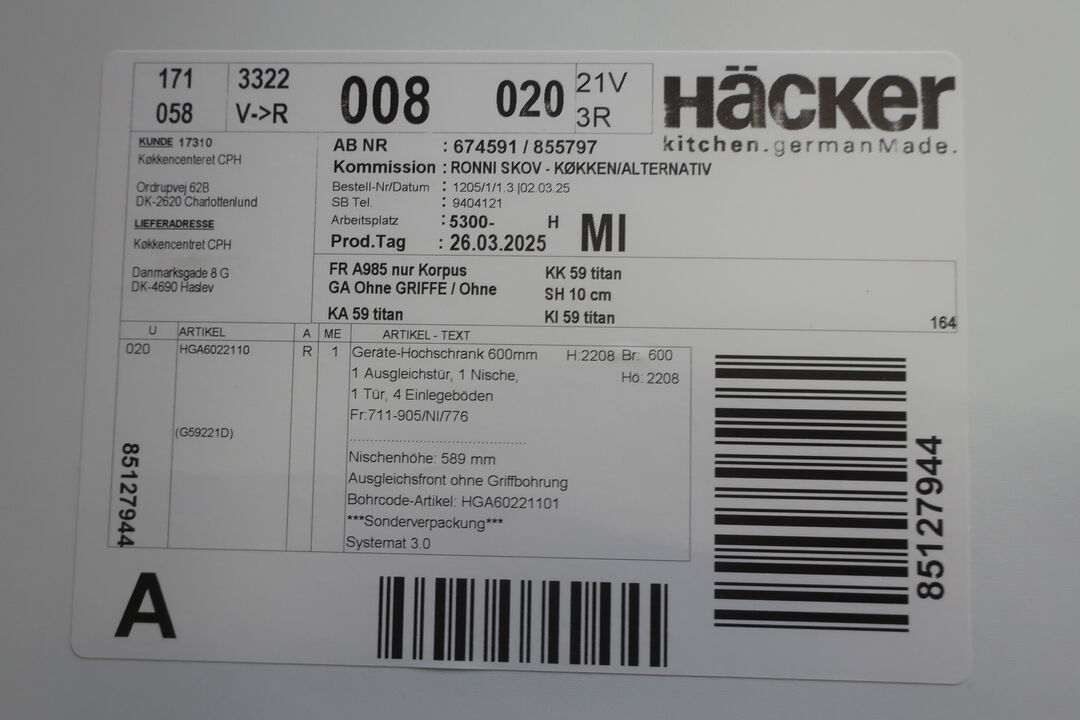 171
3322
008
020
21V
058
V->R
3R
HäCKER
kitchen.germanMade.
KUNDE 17310
Køkkencenteret CPH
Ordrupvej 62B
DK-2620 Charlottenlund
LIEFERADRESSE
Køkkencentret CPH
Danmarksgade 8 G
DK-4690 Haslev
AB NR : 674591 / 855797
Kommission : RONNI SKOV - KØKKEN/ALTERNATIV
Bestell-Nr/Datum : 1205/1/1.3 |02.03.25
SB Tel. : 9404121
Arbeitsplatz : 5300- H MI
Prod.Tag : 26.03.2025
FR A985 nur Korpus KK 59 titan
GA Ohne GRIFFE / Ohne SH 10 cm
KA 59 titan KI 59 titan
164
U ARTIKEL A ME ARTIKEL - TEXT
020 HGA6022110 R 1 Geräte-Hochschrank 600mm H:2208 Br: 600
1 Ausgleichstür, 1 Nische, Hö: 2208
1 Tür, 4 Einlegeböden
Fr:711-905/NI/776
(G59221D)
Nischenhöhe: 589 mm
Ausgleichsfront ohne Griffbohrung
Bohrcode-Artikel: HGA60221101
***Sonderverpackung***
Systemat 3.0
85127944
85127944
A